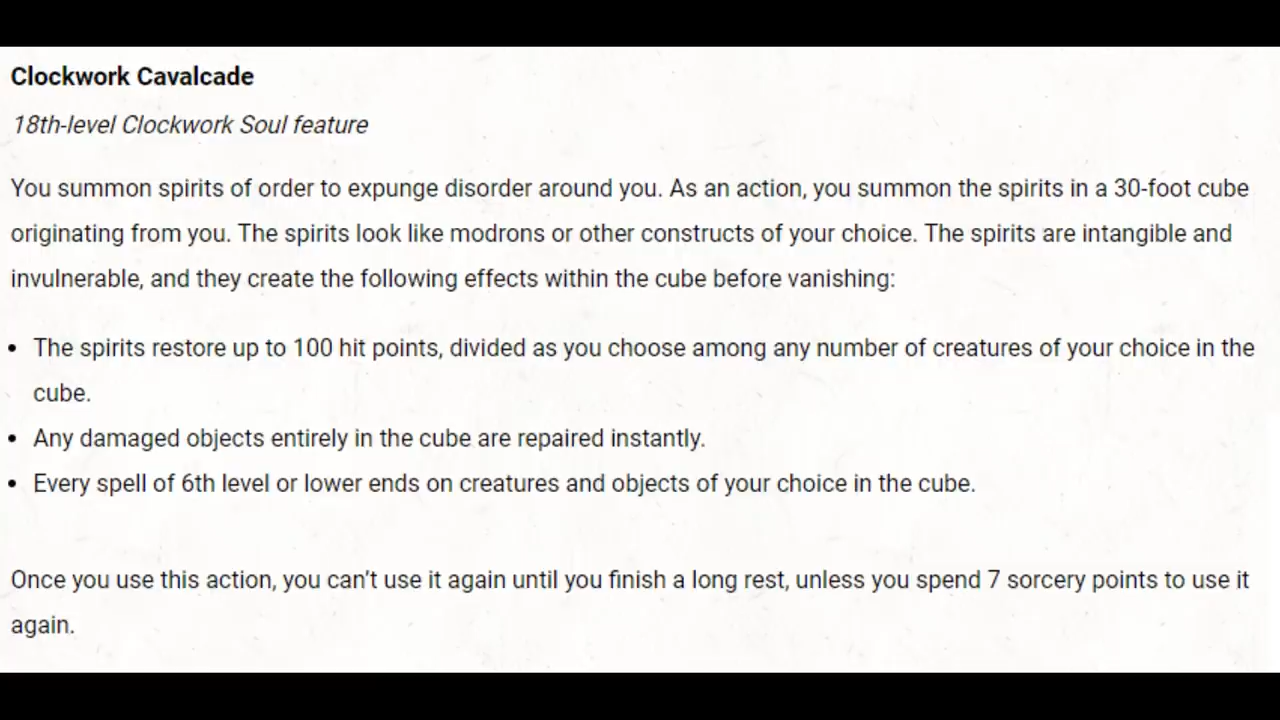 Clockwork Cavalcade
18th-level Clockwork Soul feature
You summon spirits of order to expunge disorder around you. As an action, you summon the spirits in a 30-foot cube
originating from you. The spirits look like modrons or other constructs of your choice. The spirits are intangible and
invulnerable, and they create the following effects within the cube before vanishing:
• The spirits restore up to 100 hit points, divided as you choose among any number of creatures of your choice in the
cube.
• Any damaged objects entirely in the cube are repaired instantly.
• Every spell of 6th level or lower ends on creatures and objects of your choice in the cube.
Once you use this action, you can't use it again until you finish a long rest, unless you spend 7 sorcery points to use it
again.